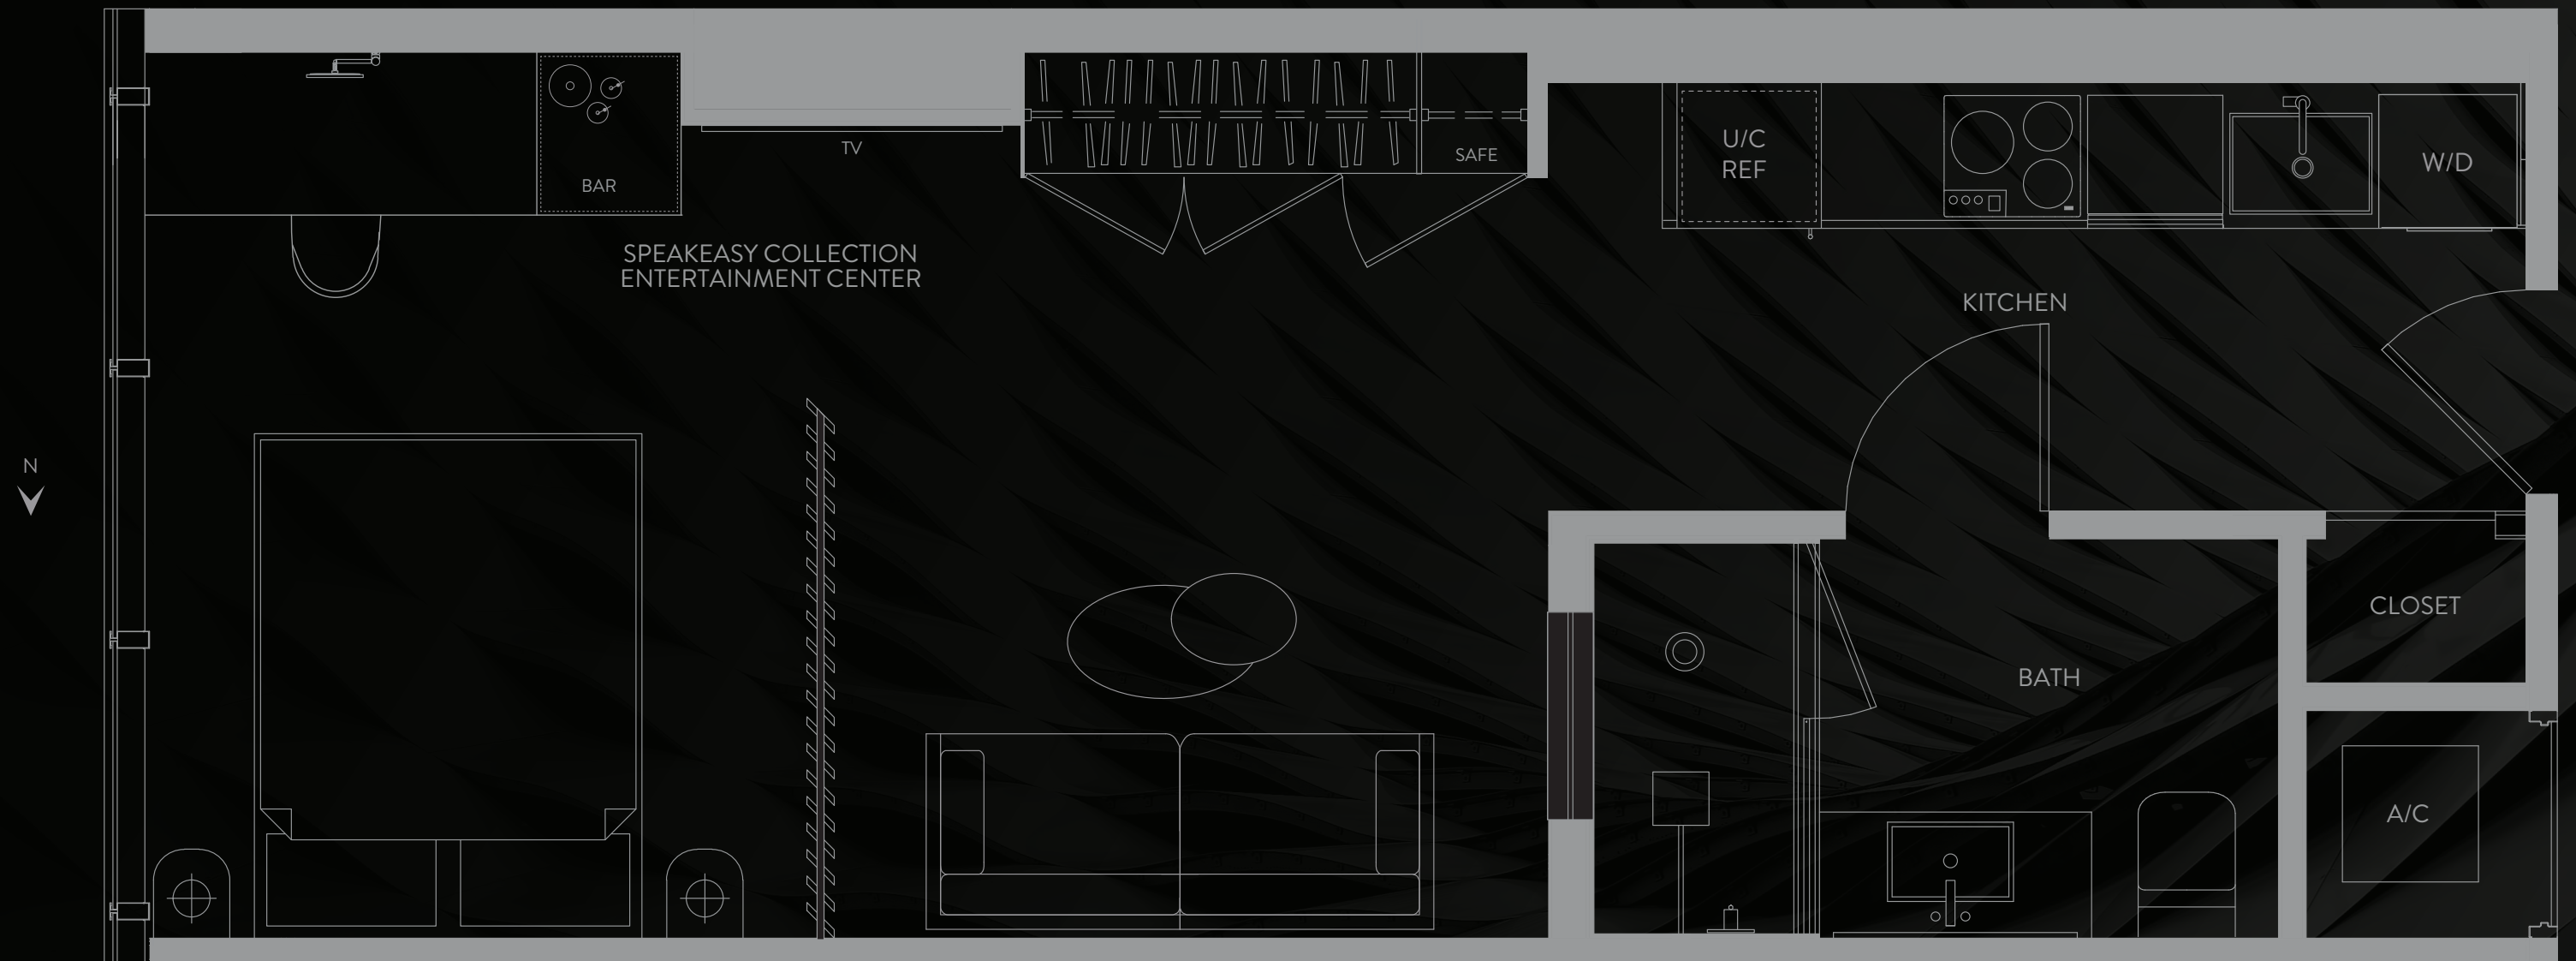 TV
BAR
SAFE
U/C
REF
W/D
SPEAKEASY COLLECTION
ENTERTAINMENT CENTER
KITCHEN
N
CLOSET
BATH
A/C